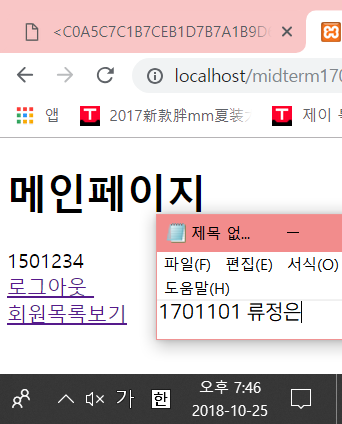 <C0A5C7C1B7CEB1D7B7A1B9D
localhost/midterm170
앱
2017新款胖mm夏装
제이
메인페이지
1501234
로그아웃
회원목록보기
제목 없...
파일(F) 편집(E) 서식(O)
도움말(H)
1701101 류정은
가 한
오후 7:46
2018-10-25